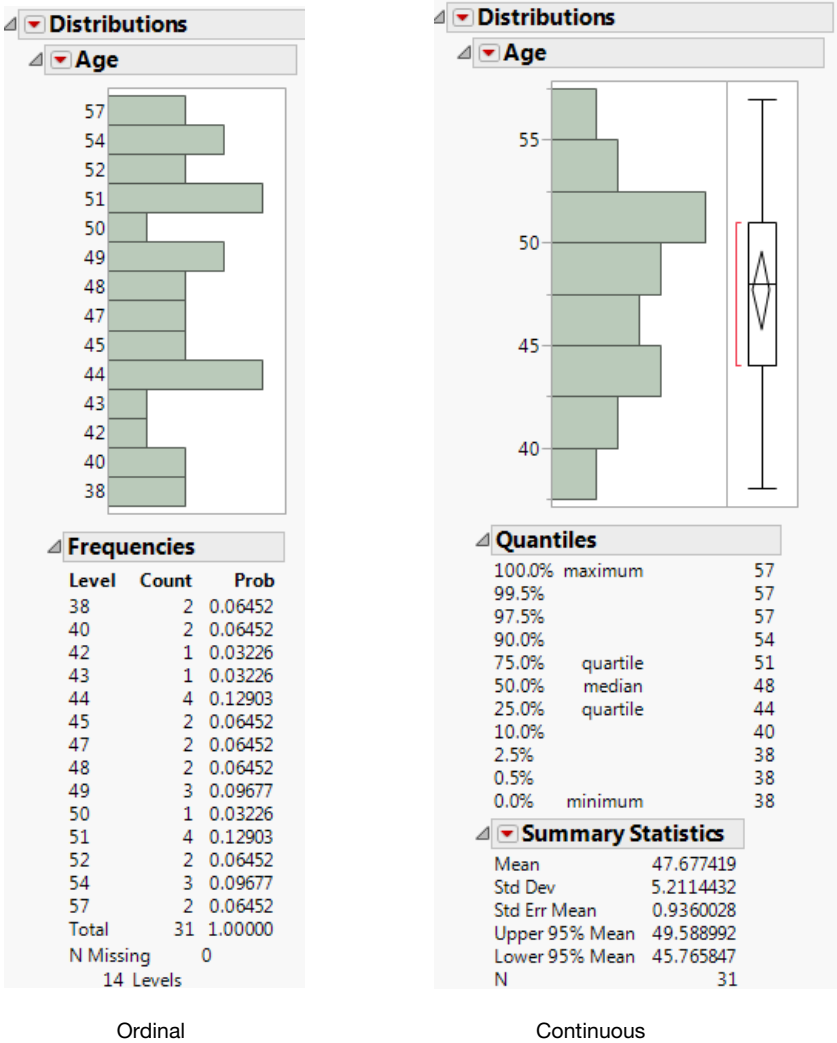 Distributions
Age
57
54
52
51
50
49
48
47
45
44
43
42
40
38
Frequencies
Level Count Prob
38 2 0.06452
40 2 0.06452
42 1 0.03226
43 1 0.03226
44 4 0.12903
45 2 0.06452
47 2 0.06452
48 2 0.06452
49 3 0.09677
50 1 0.03226
51 4 0.12903
52 2 0.06452
54 3 0.09677
57 2 0.06452
Total 31 1.00000
N Missing 0
14 Levels
Ordinal
Distributions
Age
55
50
45
40
Quantiles
100.0% maximum 57
99.5% 57
97.5% 57
90.0% 54
75.0% quartile 51
50.0% median 48
25.0% quartile 44
10.0% 40
2.5% 38
0.5% 38
0.0% minimum 38
Summary Statistics
Mean 47.677419
Std Dev 5.2114432
Std Err Mean 0.9360028
Upper 95% Mean 49.588992
Lower 95% Mean 45.765847
N 31
Continuous